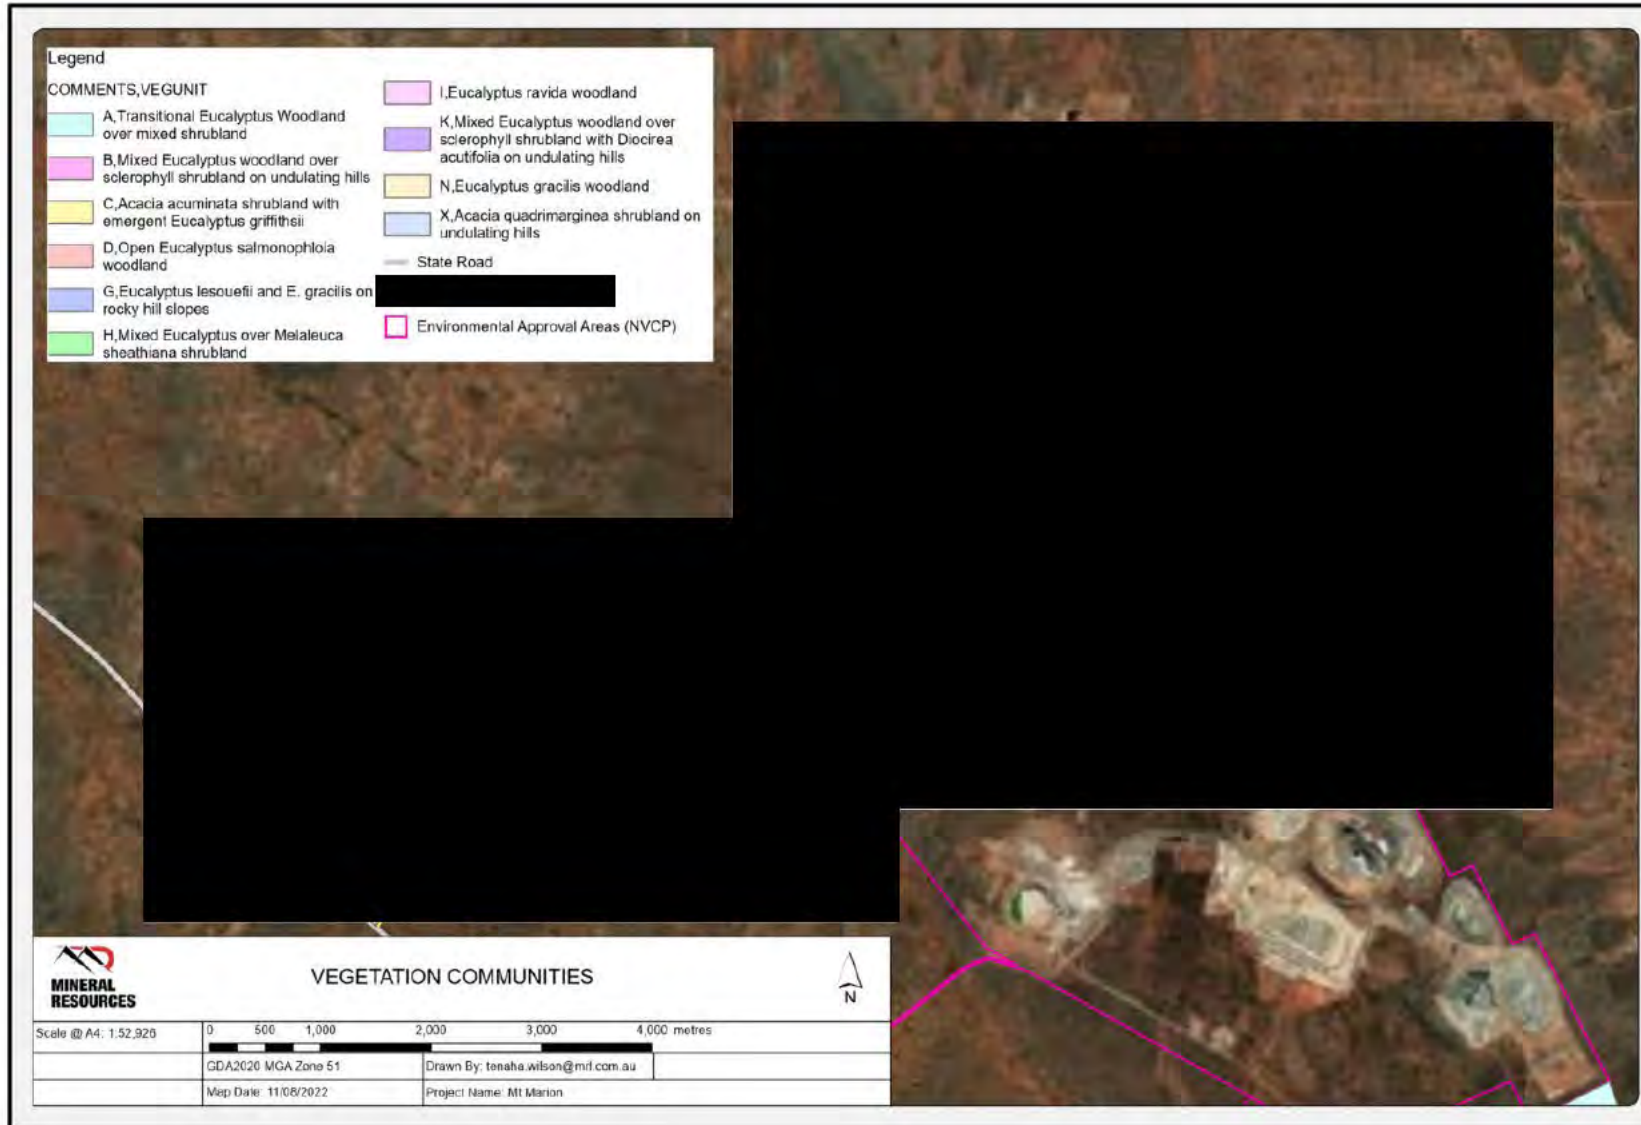 Legend
COMMENTS,VEGUNIT
A,Transitional Eucalyptus Woodland
over mixed shrubland
B,Mixed Eucalyptus woodland over
sclerophyll shrubland on undulating hills
C,Acacia acuminata shrubland with
emergent Eucalyptus griffithsii
D,Open Eucalyptus salmonophloia
woodland
G,Eucalyptus lesouefii and E. gracilis on
rocky hill slopes
H,Mixed Eucalyptus over Melaleuca
sheathiana shrubland
I,Eucalyptus ravida woodland
K,Mixed Eucalyptus woodland over
sclerophyll shrubland with Diocirea
acutifolia on undulating hills
N,Eucalyptus gracilis woodland
X,Acacia quadrimarginea shrubland on
undulating hills
State Road
Environmental Approval Areas (NVCP)
MINERAL
RESOURCES
VEGETATION COMMUNITIES
N
Scale @ A4: 1:52,926
0 500 1,000 2,000 3,000 4,000 metres
GDA2020 MGA Zone 51
Drawn By: tenaha.wilson@mrl.com.au
Map Date: 11/08/2022
Project Name: Mt Marion